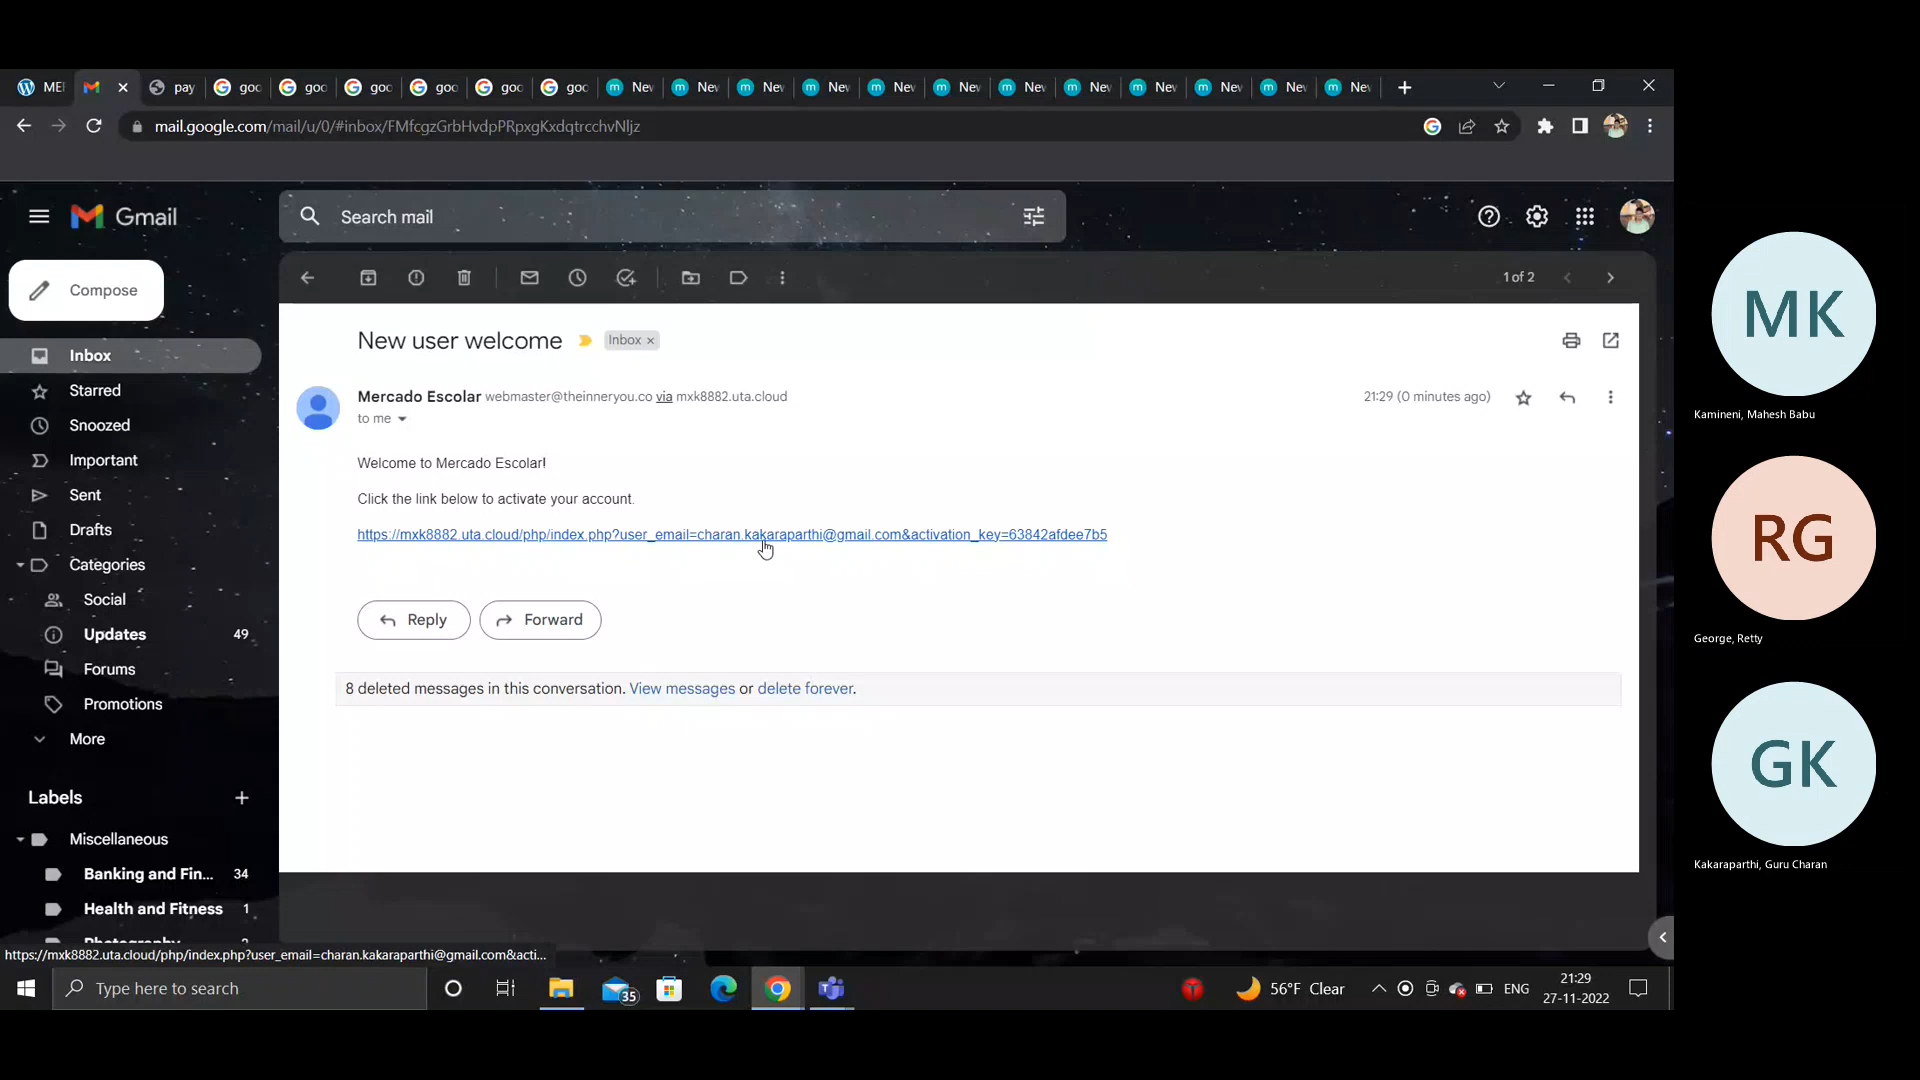 MEI
pay
goo
goo
goo
goo
goo
goo
Nev
Nev
Nev
Nev
Nev
Nev
Nev
Nev
Nev
Nev
Nev
Nev
mail.google.com/mail/u/0/#inbox/FMfcgzGrbHvdpPRpxgKxdqtrcchvNljz
Gmail
Search mail
Compose
1 of 2
Inbox
Starred
Snoozed
Important
Sent
Drafts
Categories
Social
Updates 49
Forums
Promotions
More
Labels
Miscellaneous
Banking and Fin... 34
Health and Fitness 1
New user welcome
Inbox ×
Mercado Escolar webmaster@theinneryou.co via mxk8882.uta.cloud
21:29 (0 minutes ago)
to me
Welcome to Mercado Escolar!
Click the link below to activate your account.
https://mxk8882.uta.cloud/php/index.php?user_email=charan.kakaraparthi@gmail.com&activation_key=63842afdee7b5
Reply
Forward
8 deleted messages in this conversation. View messages or delete forever.
https://mxk8882.uta.cloud/php/index.php?user_email=charan.kakaraparthi@gmail.com&acti...
Type here to search
35
56°F Clear
ENG
21:29
27-11-2022
MK
Kamineni, Mahesh Babu
RG
George, Retty
GK
Kakaraparthi, Guru Charan